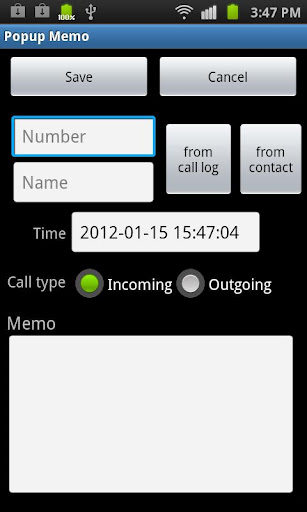 100% 3:47 PM
Popup Memo
Save Cancel
Number
Name
from
call log
from
contact
Time 2012-01-15 15:47:04
Call type Incoming Outgoing
Memo